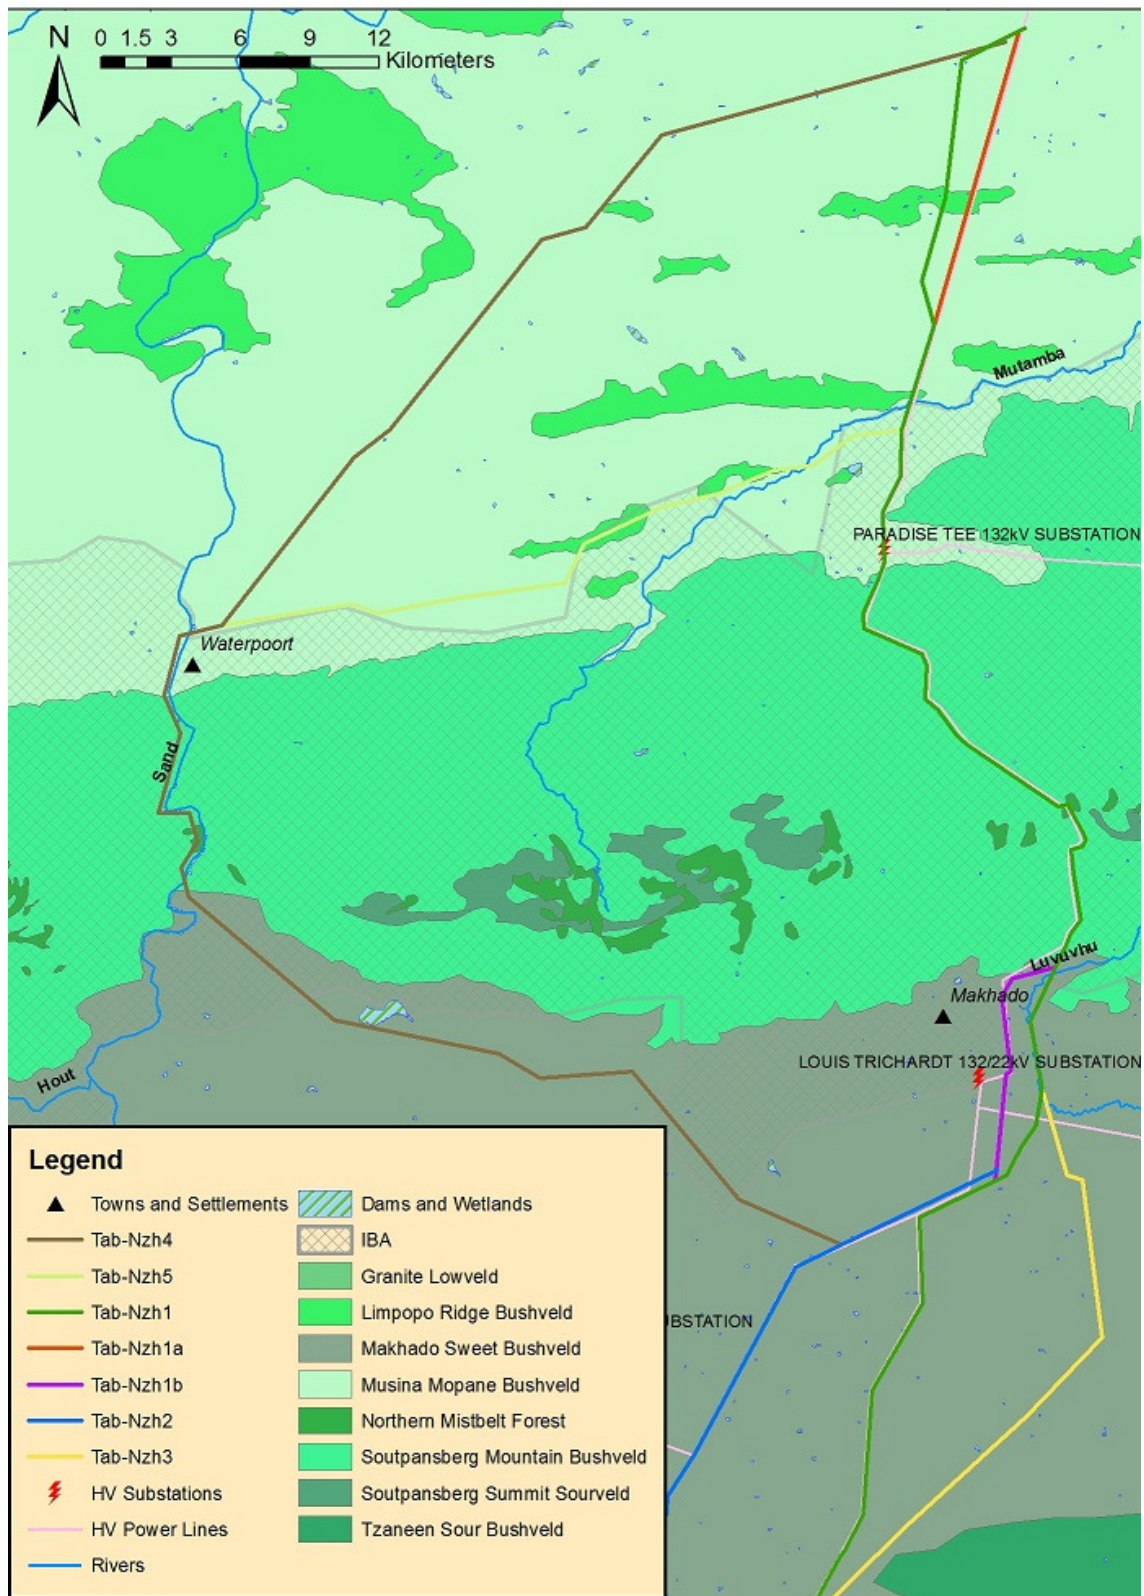 N
0 1.5 3 6 9 12
Kilometers
Mutamba
PARADISE TEE 132kV SUBSTATION
Waterpoort
Sand
Luvuvhu
Makhado
LOUIS TRICHARDT 132/22kV SUBSTATION
Hout
Legend
Towns and Settlements
Tab-Nzh4
Tab-Nzh5
Tab-Nzh1
Tab-Nzh1a
Tab-Nzh1b
Tab-Nzh2
Tab-Nzh3
HV Substations
HV Power Lines
Rivers
Dams and Wetlands
IBA
Granite Lowveld
Limpopo Ridge Bushveld
Makhado Sweet Bushveld
Musina Mopane Bushveld
Northern Mistbelt Forest
Soutpansberg Mountain Bushveld
Soutpansberg Summit Sourveld
Tzaneen Sour Bushveld